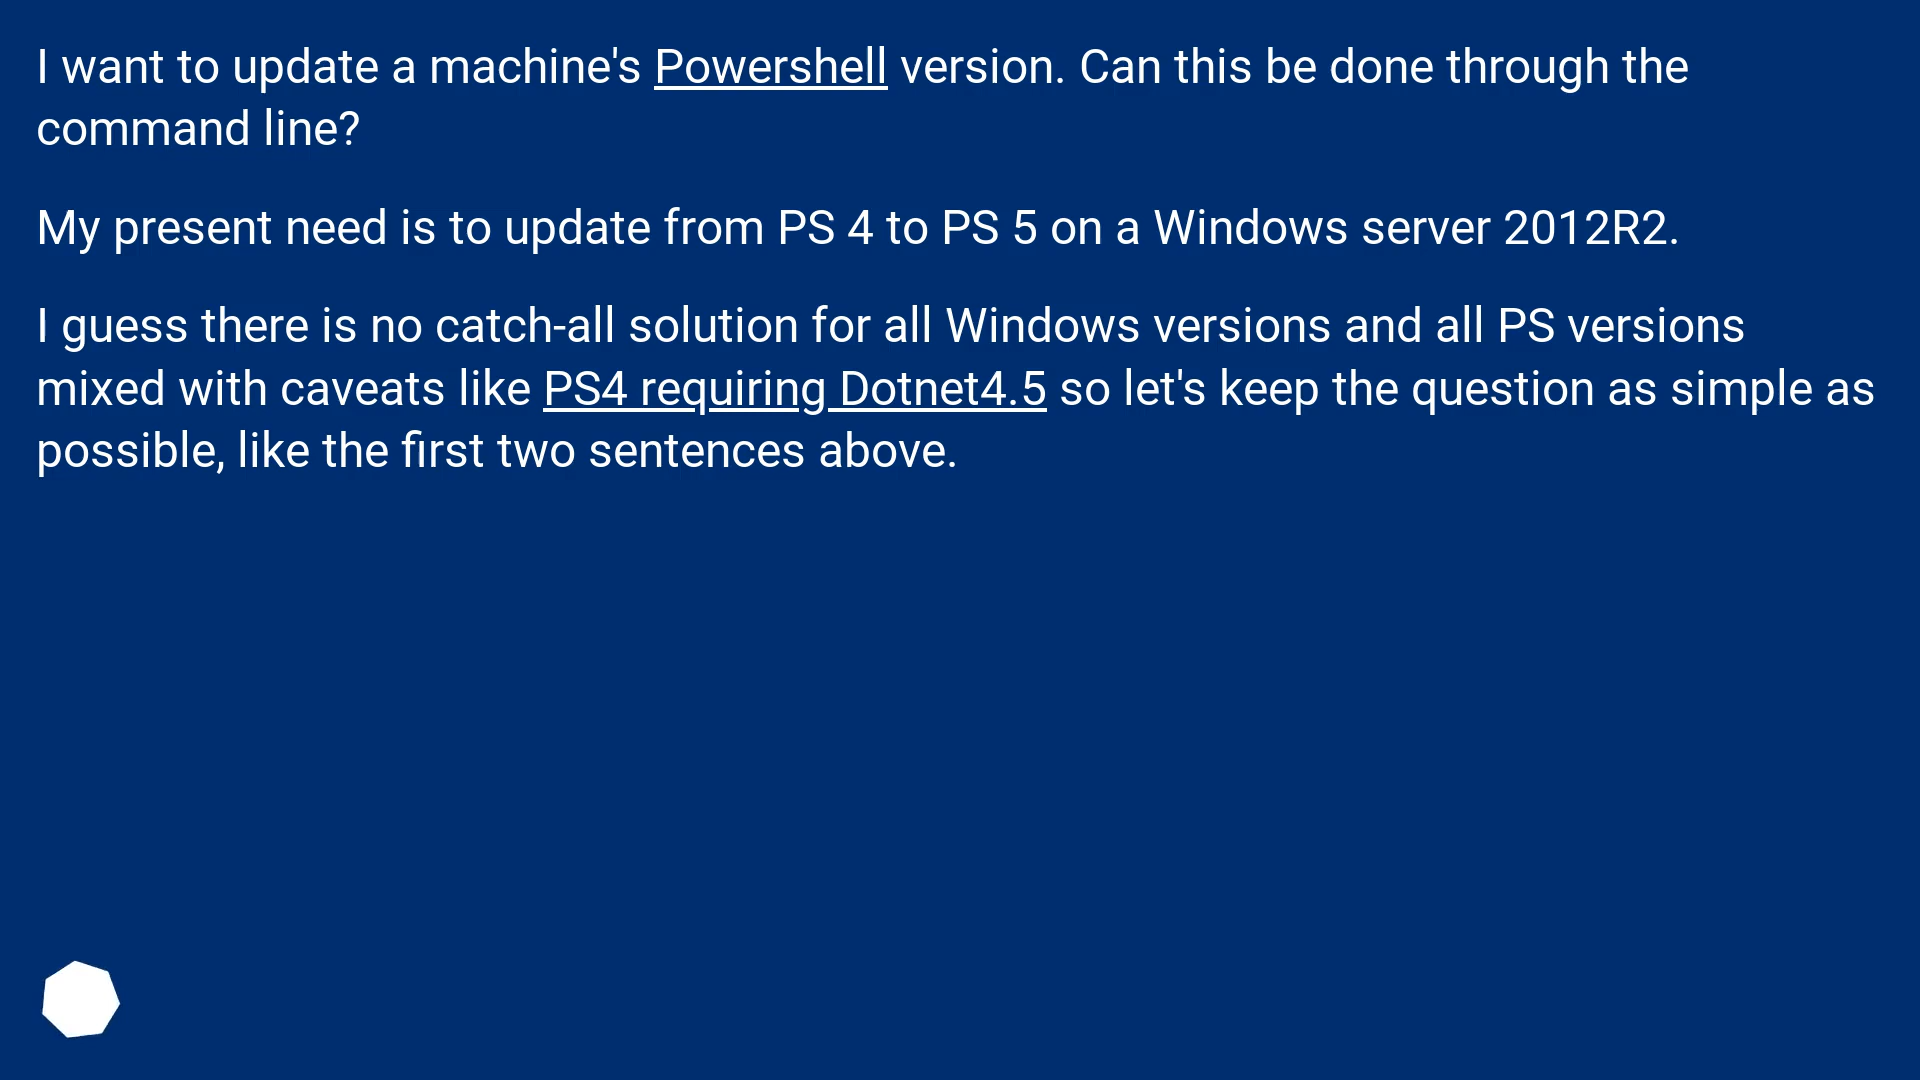 I want to update a machine's Powershell version. Can this be done through the
command line?
My present need is to update from PS 4 to PS 5 on a Windows server 2012R2.
I guess there is no catch-all solution for all Windows versions and all PS versions
mixed with caveats like PS4 requiring Dotnet4.5 so let's keep the question as simple as
possible, like the first two sentences above.